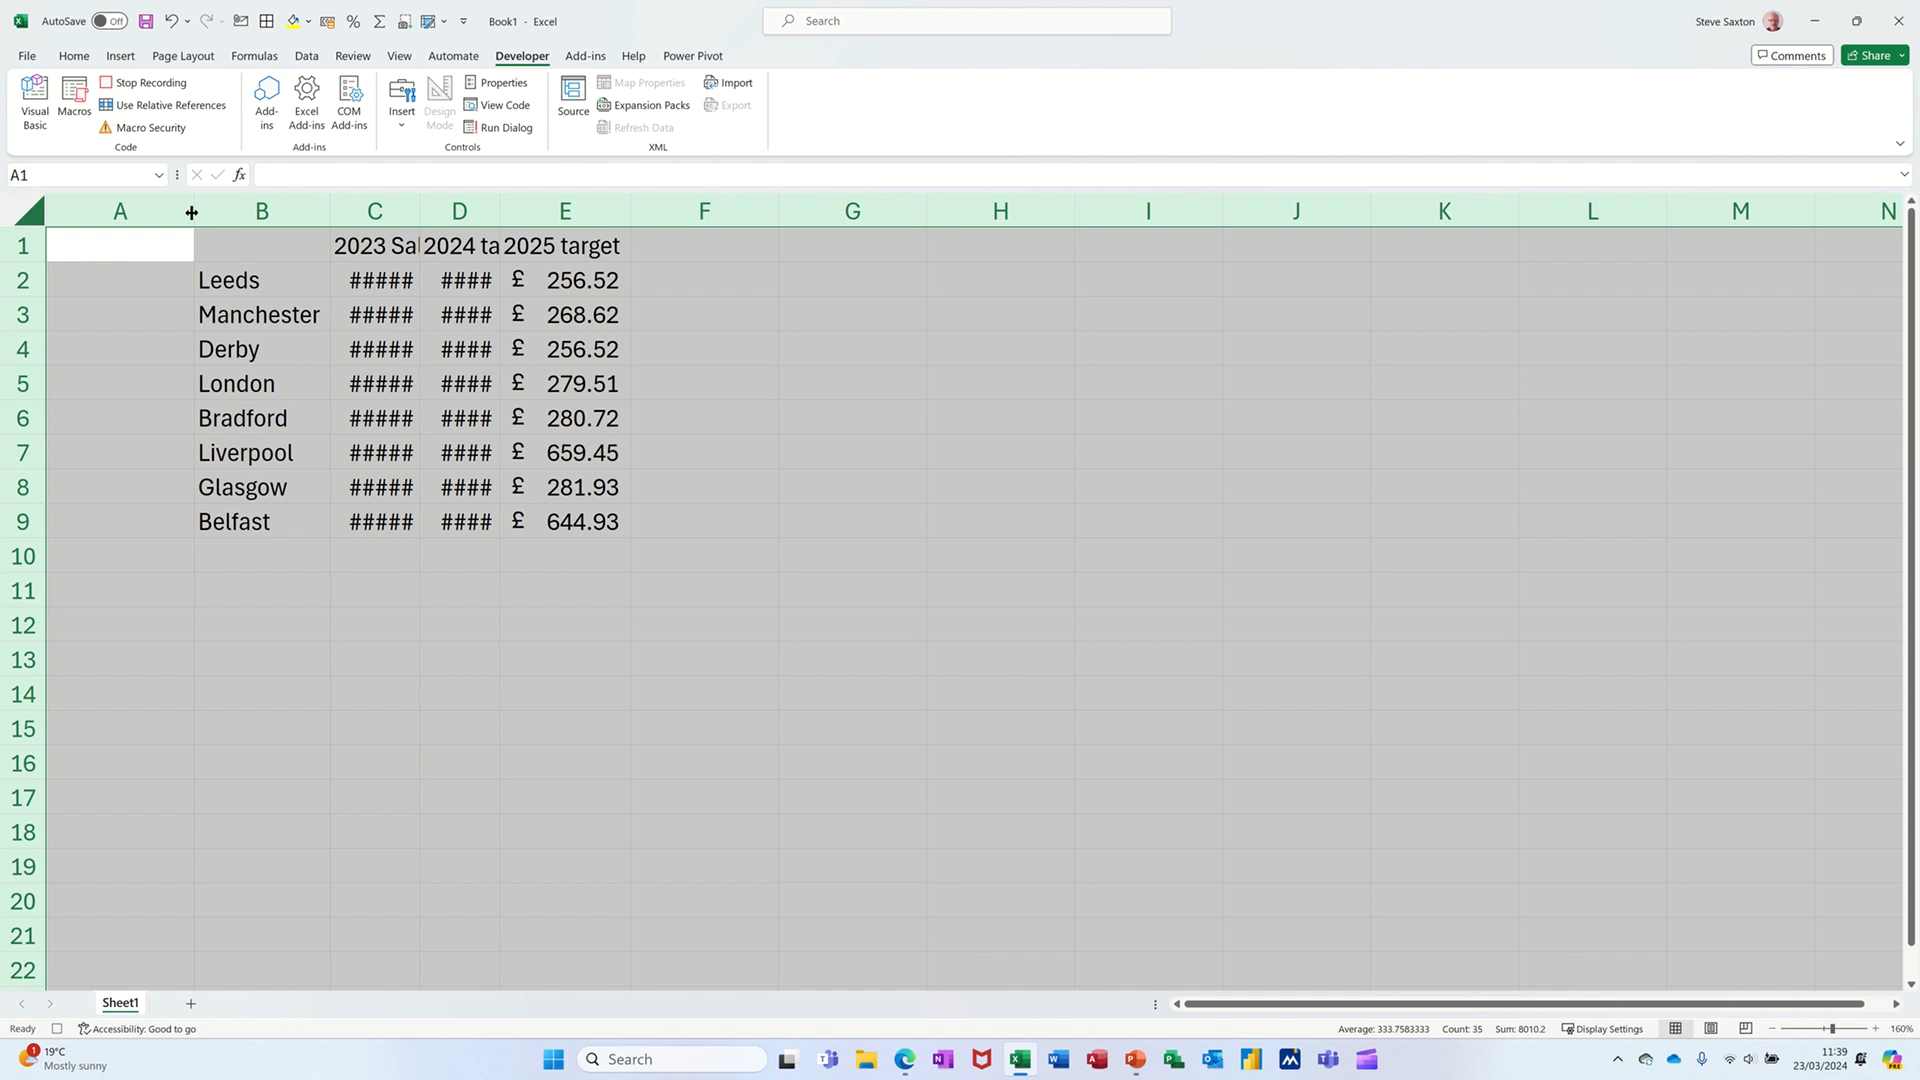 AutoSave Off Book1 - Excel Search Steve Saxton
File Home Insert Page Layout Formulas Data Review View Automate Developer Add-ins Help Power Pivot Comments Share
Visual Basic
Macros
Stop Recording
Use Relative References
Macro Security
Code
Add-ins
Excel Add-ins
COM Add-ins
Add-ins
Insert
Design Mode
Properties
View Code
Run Dialog
Controls
Source
Map Properties
Expansion Packs
Refresh Data
Import
Export
XML
A1 fx
A B C D E F G H I J K L M N
1 2023 Sal 2024 ta 2025 target
2 Leeds ##### #### £ 256.52
3 Manchester ##### #### £ 268.62
4 Derby ##### #### £ 256.52
5 London ##### #### £ 279.51
6 Bradford ##### #### £ 280.72
7 Liverpool ##### #### £ 659.45
8 Glasgow ##### #### £ 281.93
9 Belfast ##### #### £ 644.93
10
11
12
13
14
15
16
17
18
19
20
21
22
Sheet1
Ready Accessibility: Good to go Average: 333.7583333 Count: 35 Sum: 8010.2 Display Settings 160%
1 19°C Search 11:39
Mostly sunny 23/03/2024